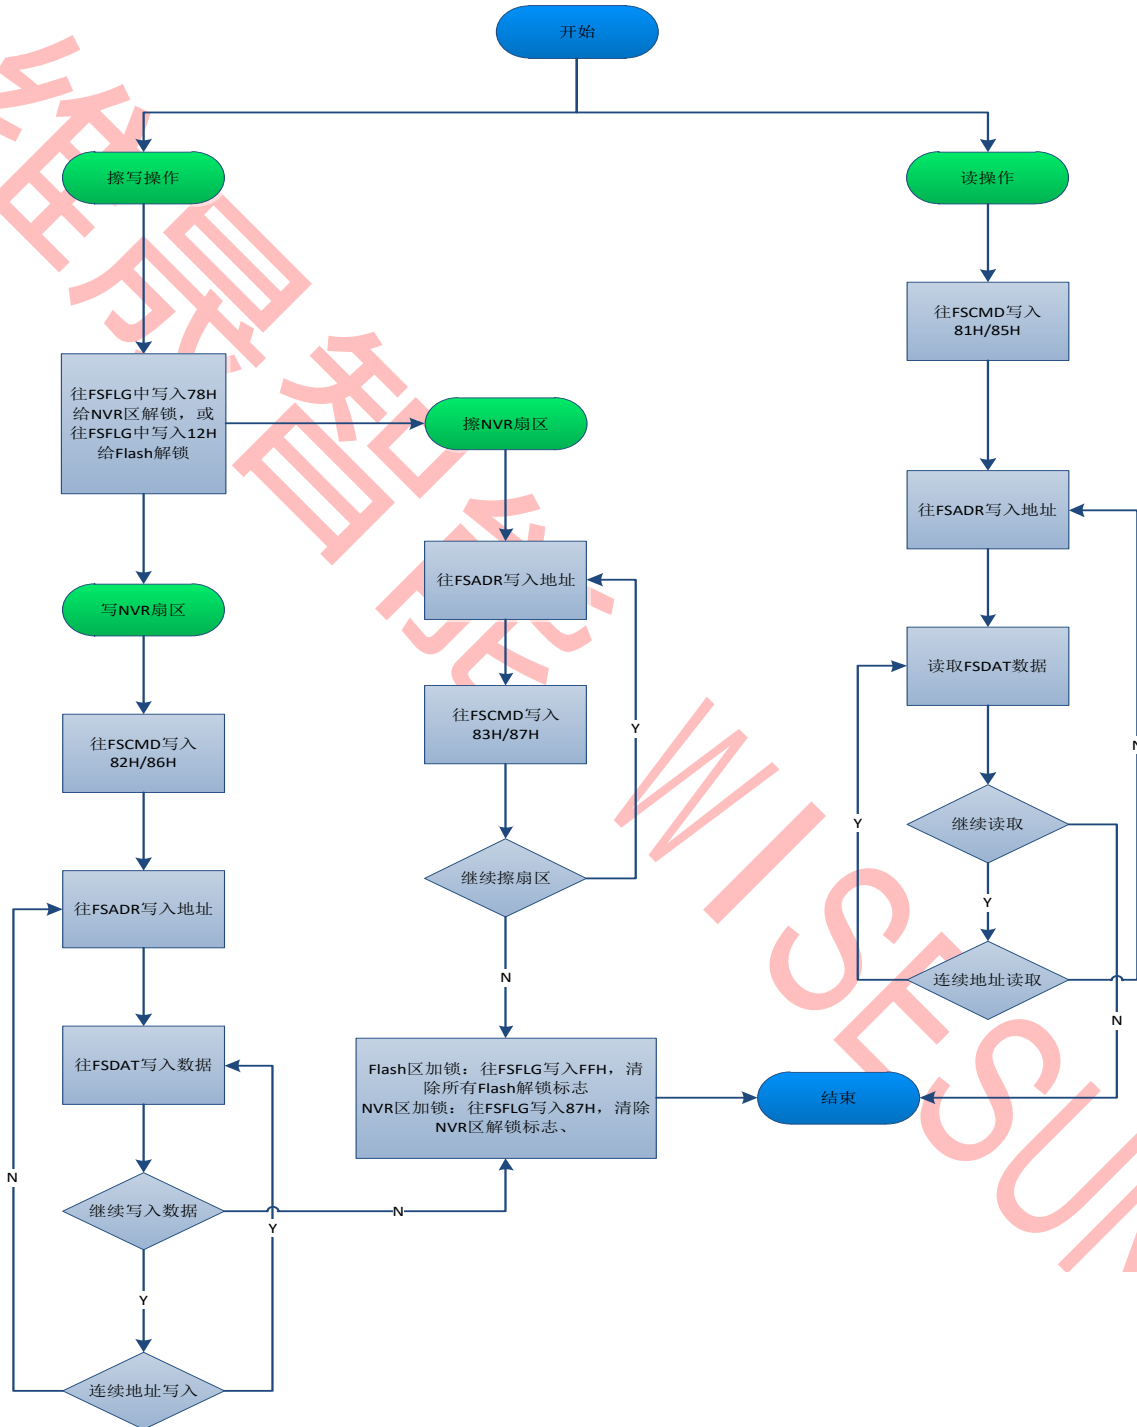 开始
擦写操作
读操作
往FSCMD写入
81H/85H
往FSFLG中写入78H
给NVR区解锁，或
往FSFLG中写入12H
给Flash解锁
擦NVR扇区
往FSADR写入地址
往FSADR写入地址
写NVR扇区
读取FSDAT数据
往FSCMD写入
83H/87H
Y
往FSCMD写入
82H/86H
N
Y
继续读取
继续擦扇区
Y
往FSADR写入地址
N
连续地址读取
N
往FSDAT写入数据
Flash区加锁：往FSFLG写入FFH，清
除所有Flash解锁标志
NVR区加锁：往FSFLG写入87H，清除
NVR区解锁标志、
结束
N
继续写入数据
N
Y
Y
连续地址写入
维晟智能 WISESUN